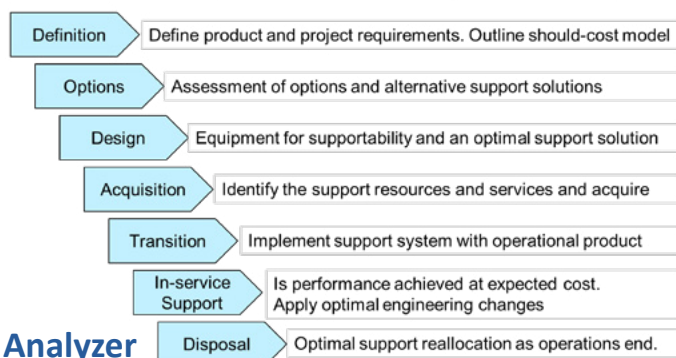 Definition
Define product and project requirements. Outline should-cost model
Options
Assessment of options and alternative support solutions
Design
Equipment for supportability and an optimal support solution
Acquisition
Identify the support resources and services and acquire
Transition
Implement support system with operational product
In-service
Support
Is performance achieved at expected cost.
Apply optimal engineering changes
Analyzer
Disposal
Optimal support reallocation as operations end.